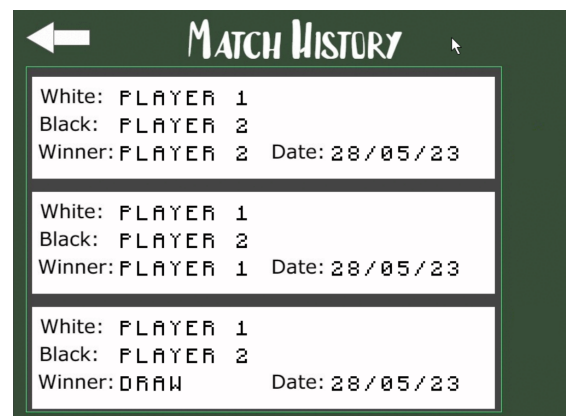 MATCH HISTORY
White: PLAYER 1
Black: PLAYER 2
Winner: PLAYER 2 Date: 28/05/23
White: PLAYER 1
Black: PLAYER 2
Winner: PLAYER 1 Date: 28/05/23
White: PLAYER 1
Black: PLAYER 2
Winner: DRAW Date: 28/05/23